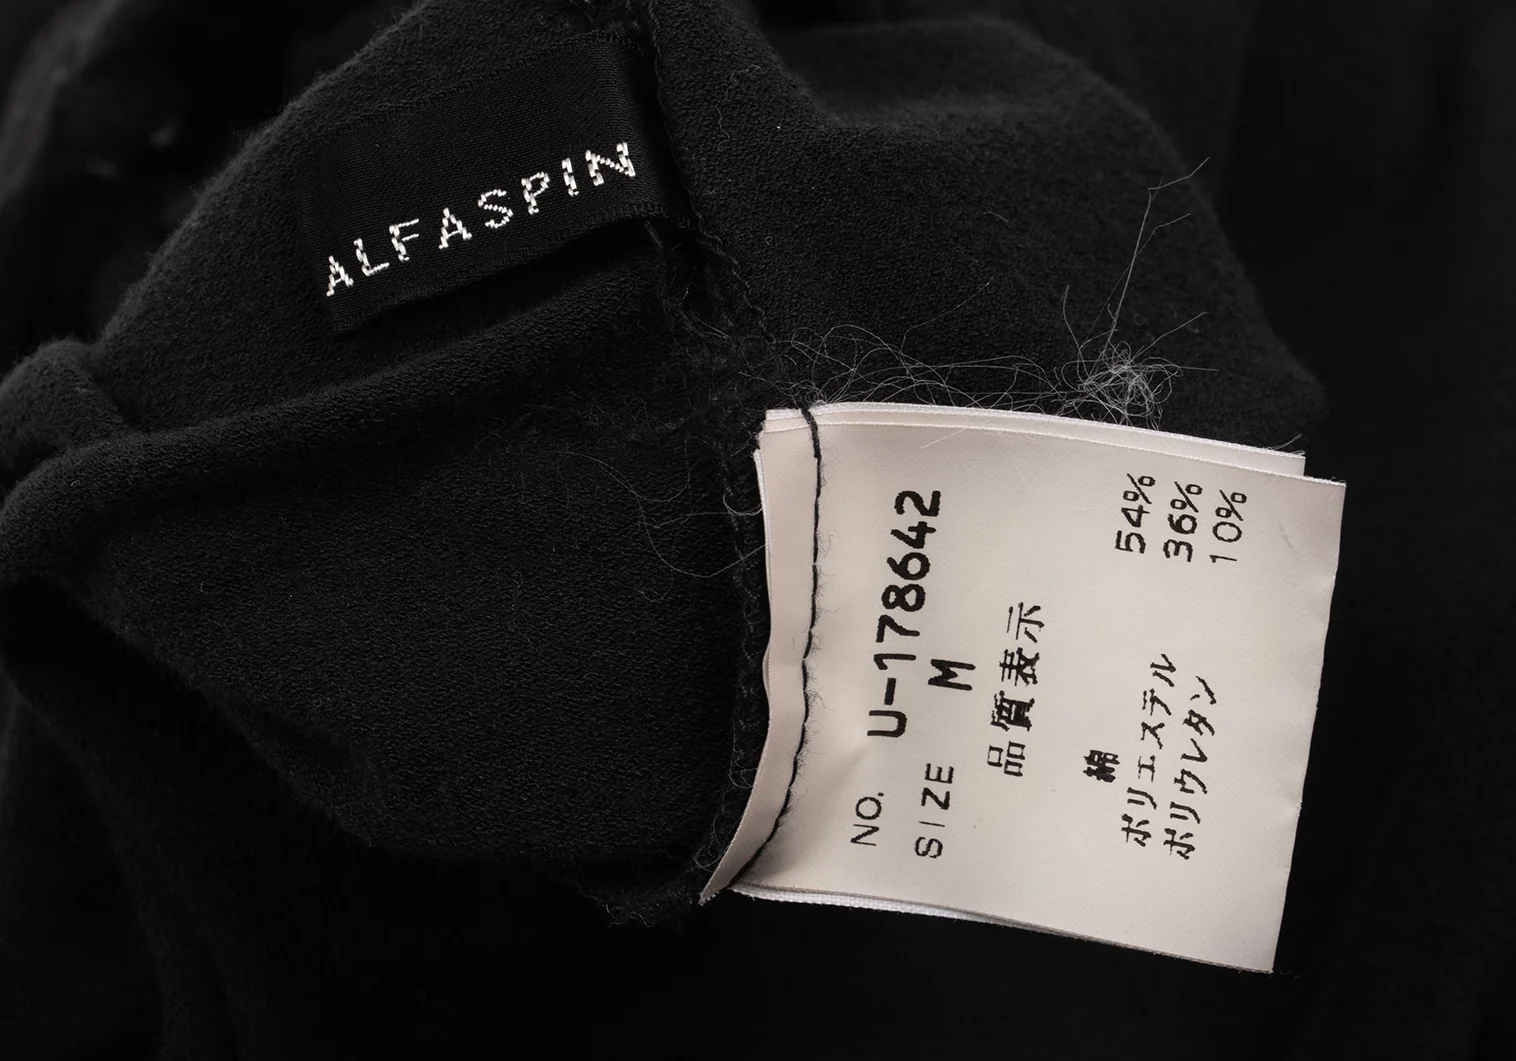 ALFASPIN
NO. U-178642
SIZE M
品質表示
綿 54%
ポリエステル 36%
ポリウレタン 10%